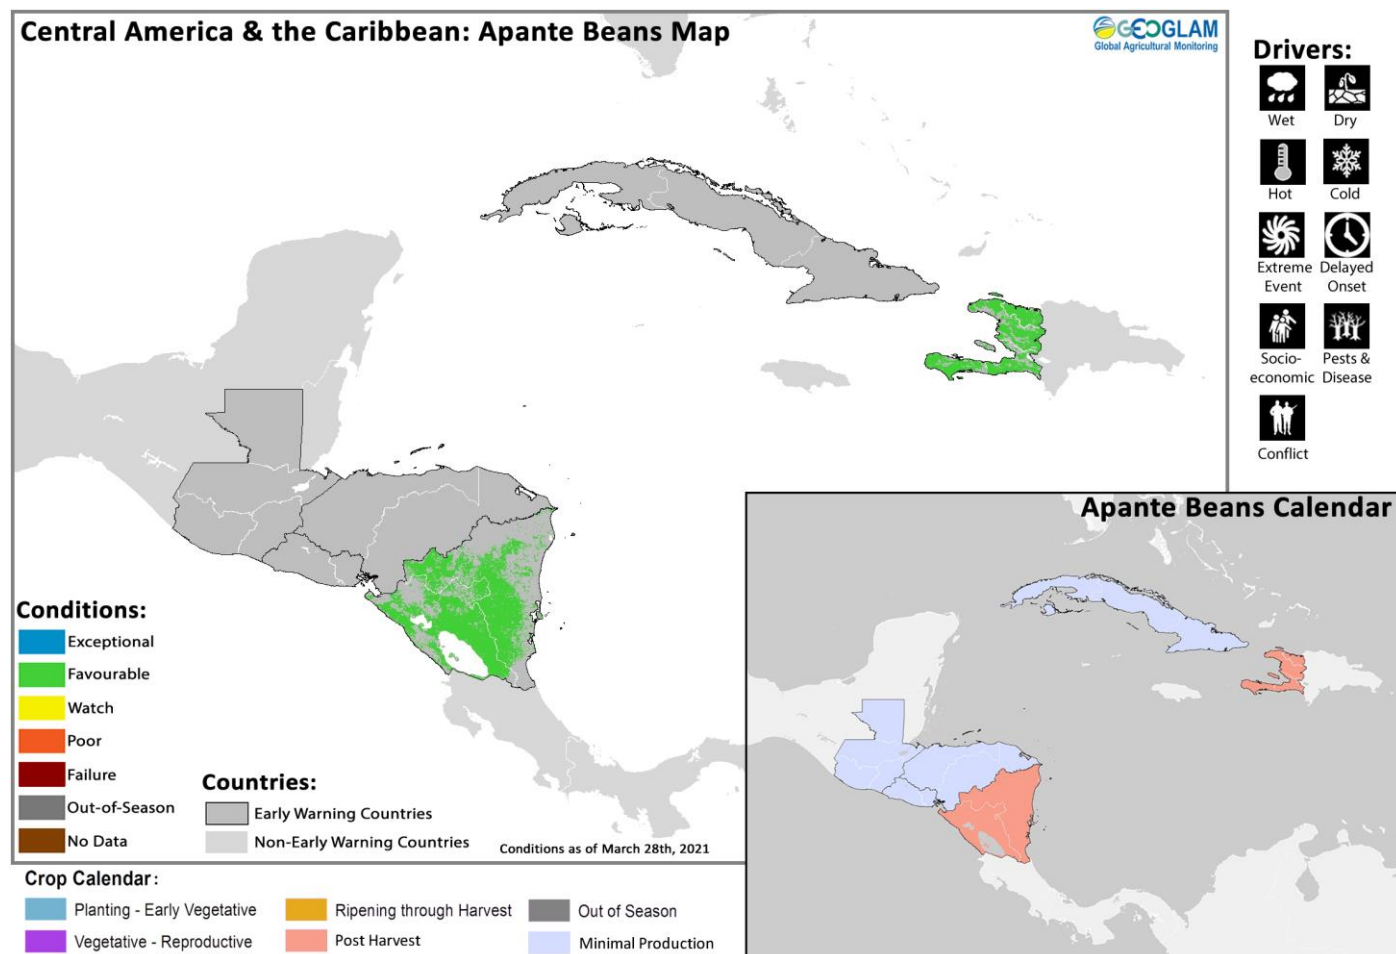 Central America & the Caribbean: Apante Beans Map
GEOGLAM
Global Agricultural Monitoring
Drivers:
Wet
Dry
Hot
Cold
Extreme
Event
Delayed
Onset
Socio-
economic
Pests &
Disease
Conflict
Apante Beans Calendar
Conditions:
Exceptional
Favourable
Watch
Poor
Failure
Out-of-Season
No Data
Countries:
Early Warning Countries
Non-Early Warning Countries
Conditions as of March 28th, 2021
Crop Calendar:
Planting - Early Vegetative
Ripening through Harvest
Out of Season
Vegetative - Reproductive
Post Harvest
Minimal Production